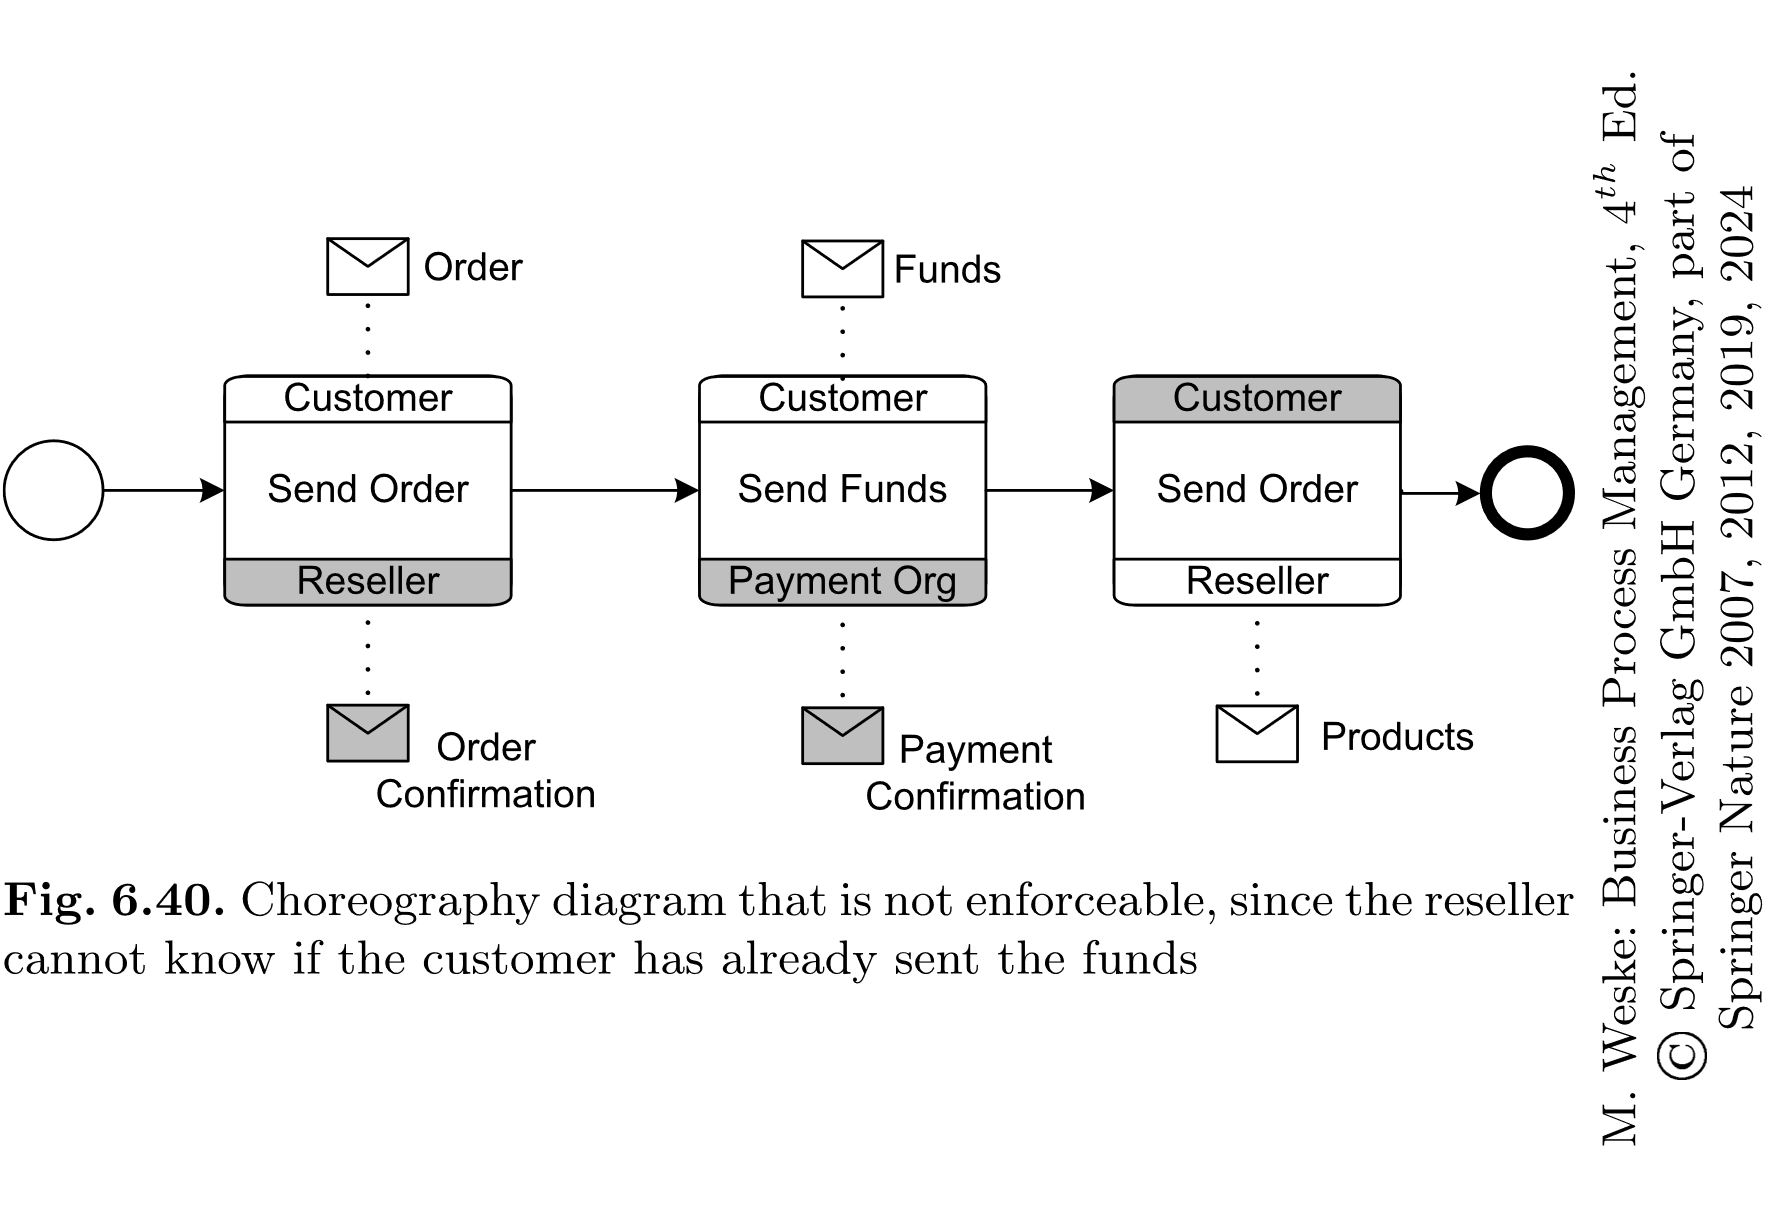 Order
Funds
Customer
Customer
Customer
Send Order
Send Funds
Send Order
Reseller
Payment Org
Reseller
Order
Confirmation
Payment
Confirmation
Products
Fig. 6.40. Choreography diagram that is not enforceable, since the reseller
cannot know if the customer has already sent the funds
M. Weske: Business Process Management, 4th Ed.
© Springer-Verlag GmbH Germany, part of
Springer Nature 2007, 2012, 2019, 2024